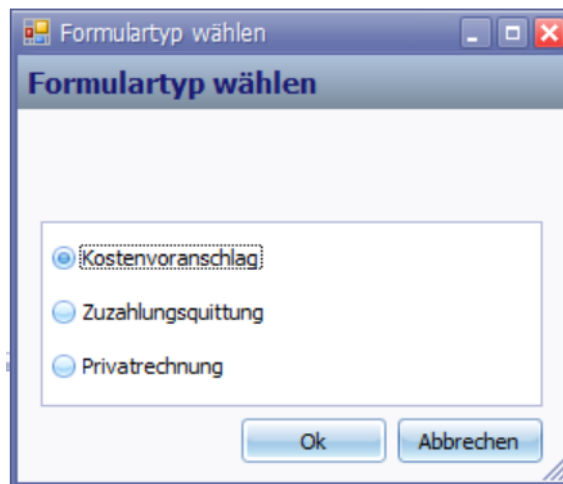 Formulartyp wählen
Formulartyp wählen
Kostenvoranschlag
Zuzahlungsquittung
Privatrechnung
Ok Abbrechen